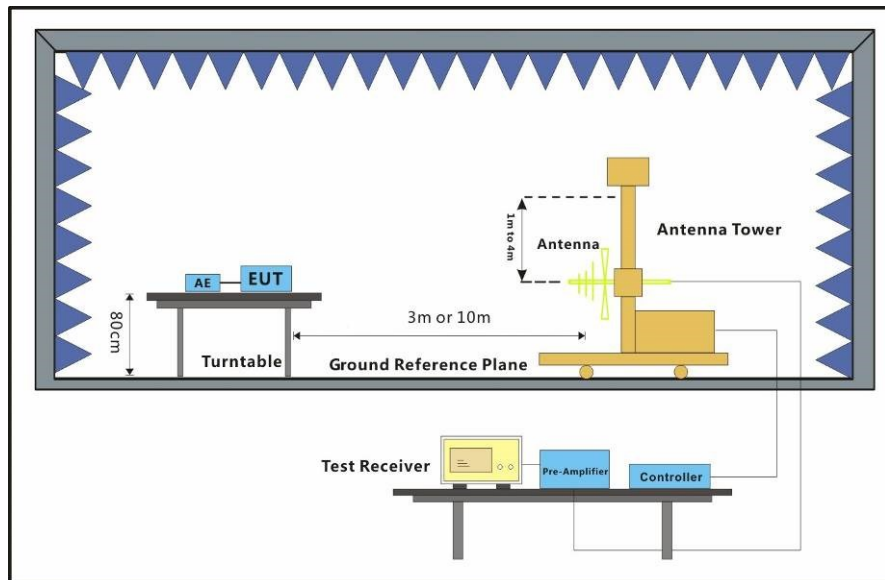 1m to 4m
Antenna
Antenna Tower
AE
EUT
80cm
3m or 10m
Turntable
Ground Reference Plane
Test Receiver
Pre-Amplifier
Controller